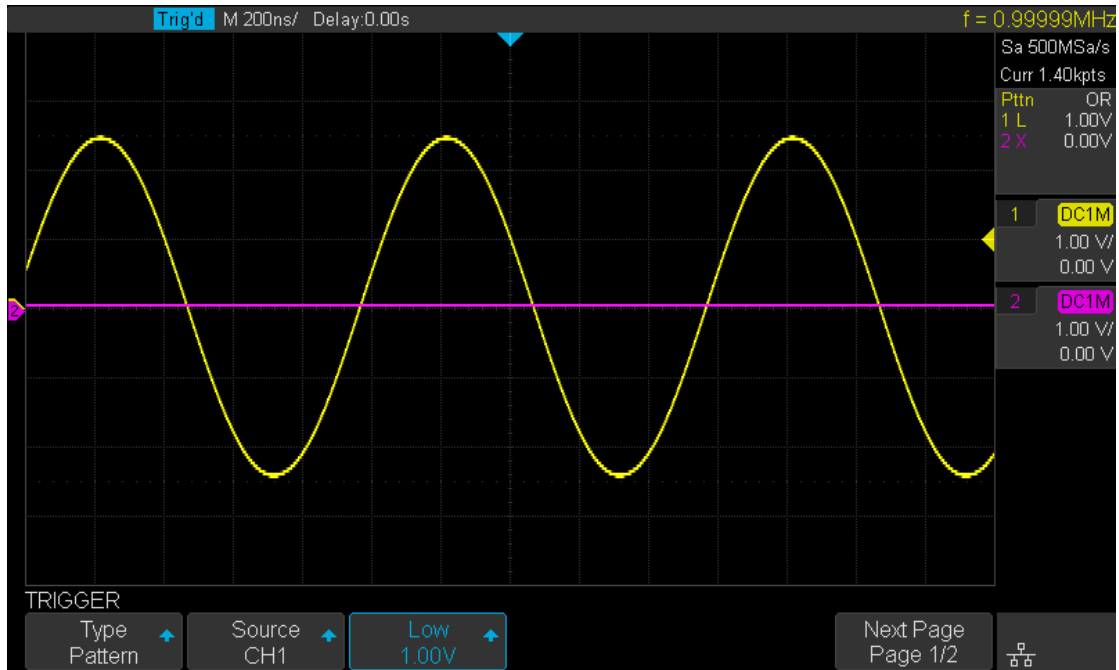 Trig'd M 200ns/ Delay:0.00s f = 0.99999MHz
Sa 500MSa/s
Curr 1.40kpts
Pttn OR
1 L 1.00V
2 X 0.00V
1 DC1M
1.00 V/
0.00 V
2 DC1M
1.00 V/
0.00 V
2
TRIGGER
Type
Pattern
Source
CH1
Low
1.00V
Next Page
Page 1/2